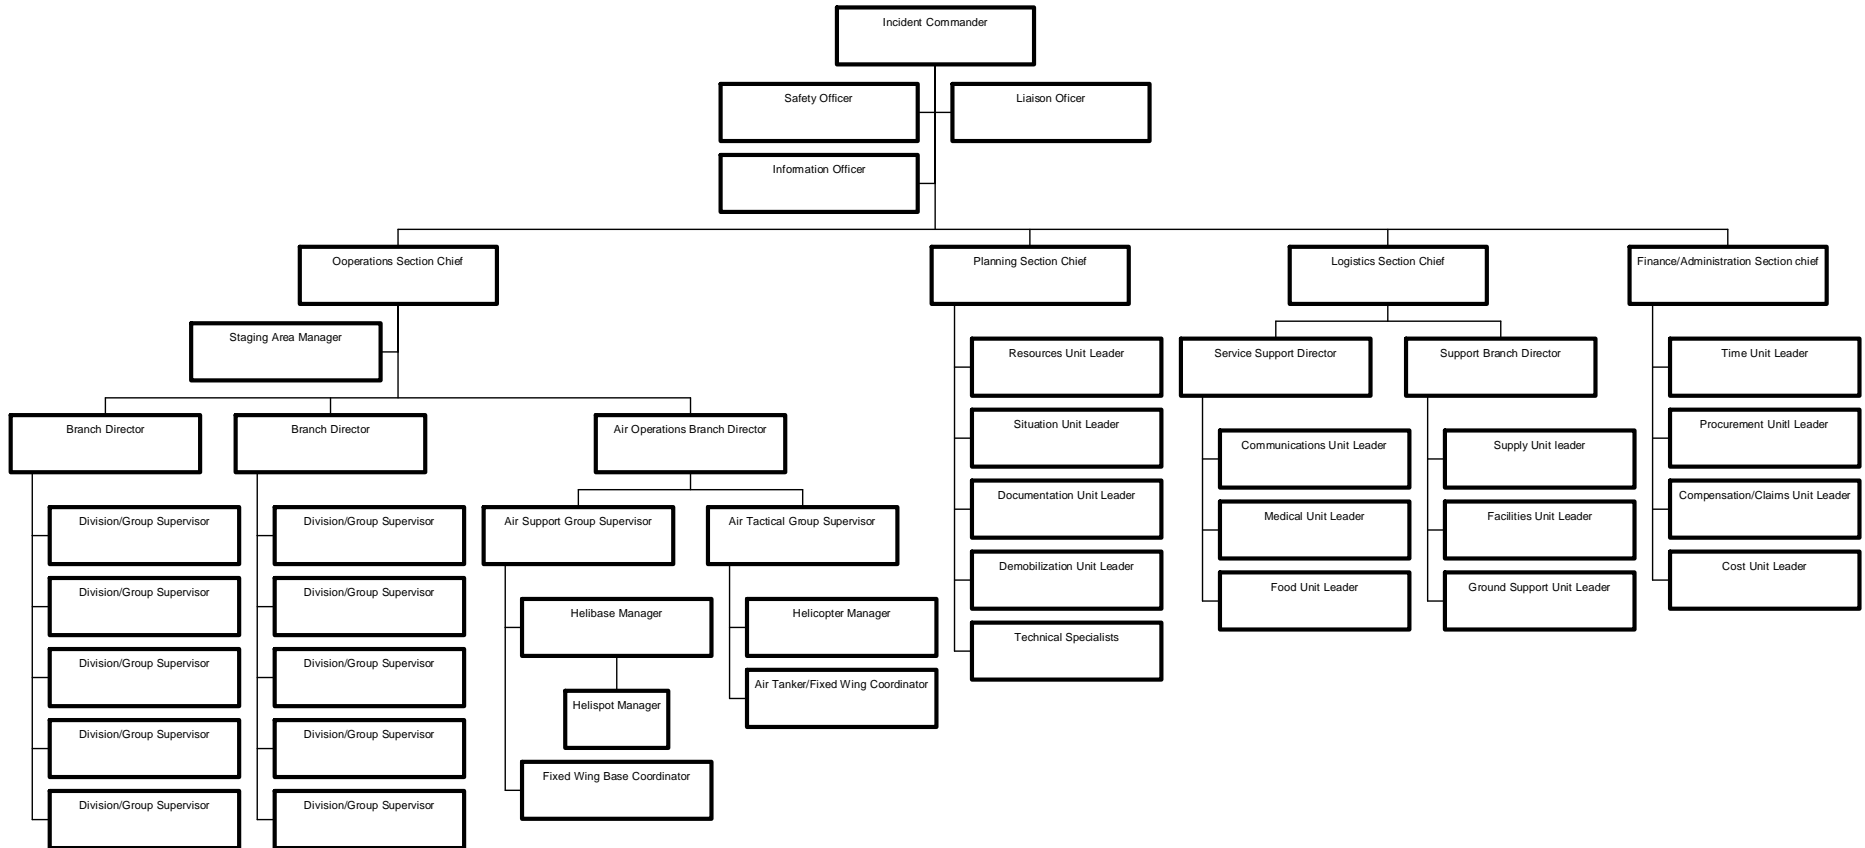 Incident Commander
Safety Officer
Liaison Oficer
Information Officer
Ooperations Section Chief
Planning Section Chief
Logistics Section Chief
Finance/Administration Section chief
Staging Area Manager
Branch Director
Branch Director
Air Operations Branch Director
Division/Group Supervisor
Division/Group Supervisor
Division/Group Supervisor
Division/Group Supervisor
Division/Group Supervisor
Division/Group Supervisor
Division/Group Supervisor
Division/Group Supervisor
Division/Group Supervisor
Division/Group Supervisor
Air Support Group Supervisor
Helibase Manager
Helispot Manager
Fixed Wing Base Coordinator
Air Tactical Group Supervisor
Helicopter Manager
Air Tanker/Fixed Wing Coordinator
Resources Unit Leader
Situation Unit Leader
Documentation Unit Leader
Demobilization Unit Leader
Technical Specialists
Service Support Director
Communications Unit Leader
Medical Unit Leader
Food Unit Leader
Support Branch Director
Supply Unit leader
Facilities Unit Leader
Ground Support Unit Leader
Time Unit Leader
Procurement Unitl Leader
Compensation/Claims Unit Leader
Cost Unit Leader